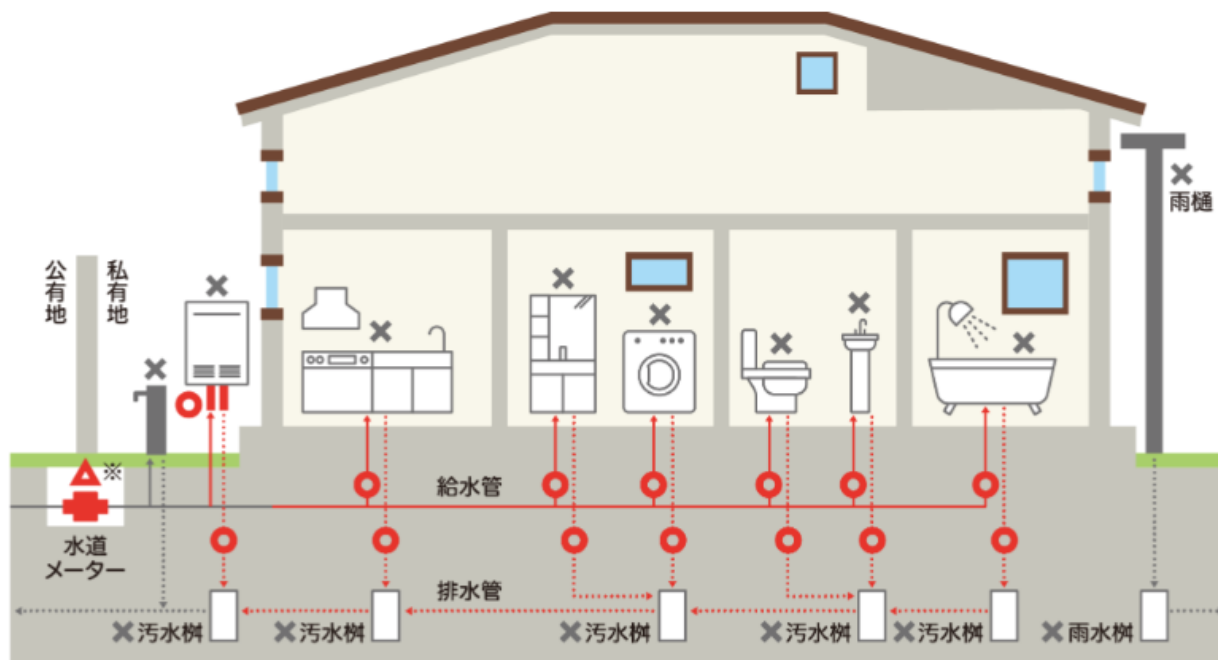 雨樋
公有地
私有地
※
給水管
水道
メーター
排水管
汚水桝
汚水桝
汚水桝
汚水桝
汚水桝
雨水桝